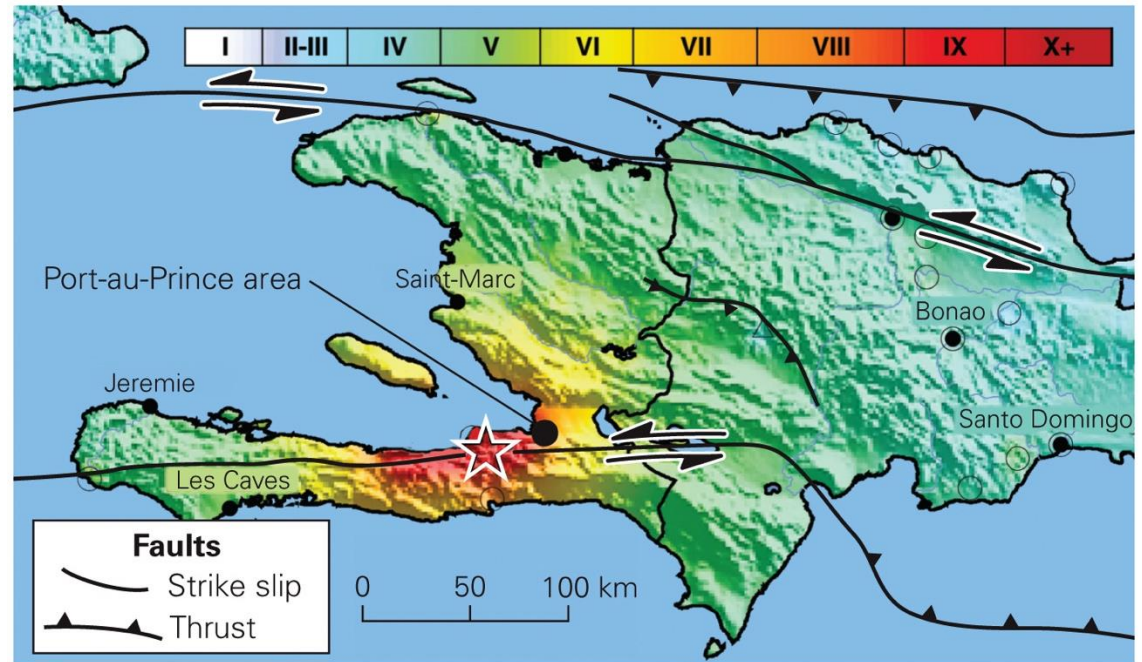 I II-III IV V VI VII VIII IX X+
Port-au-Prince area
Saint-Marc
Bonao
Jeremie
Santo Domingo
Les Caves
Faults
Strike slip
Thrust
0 50 100 km